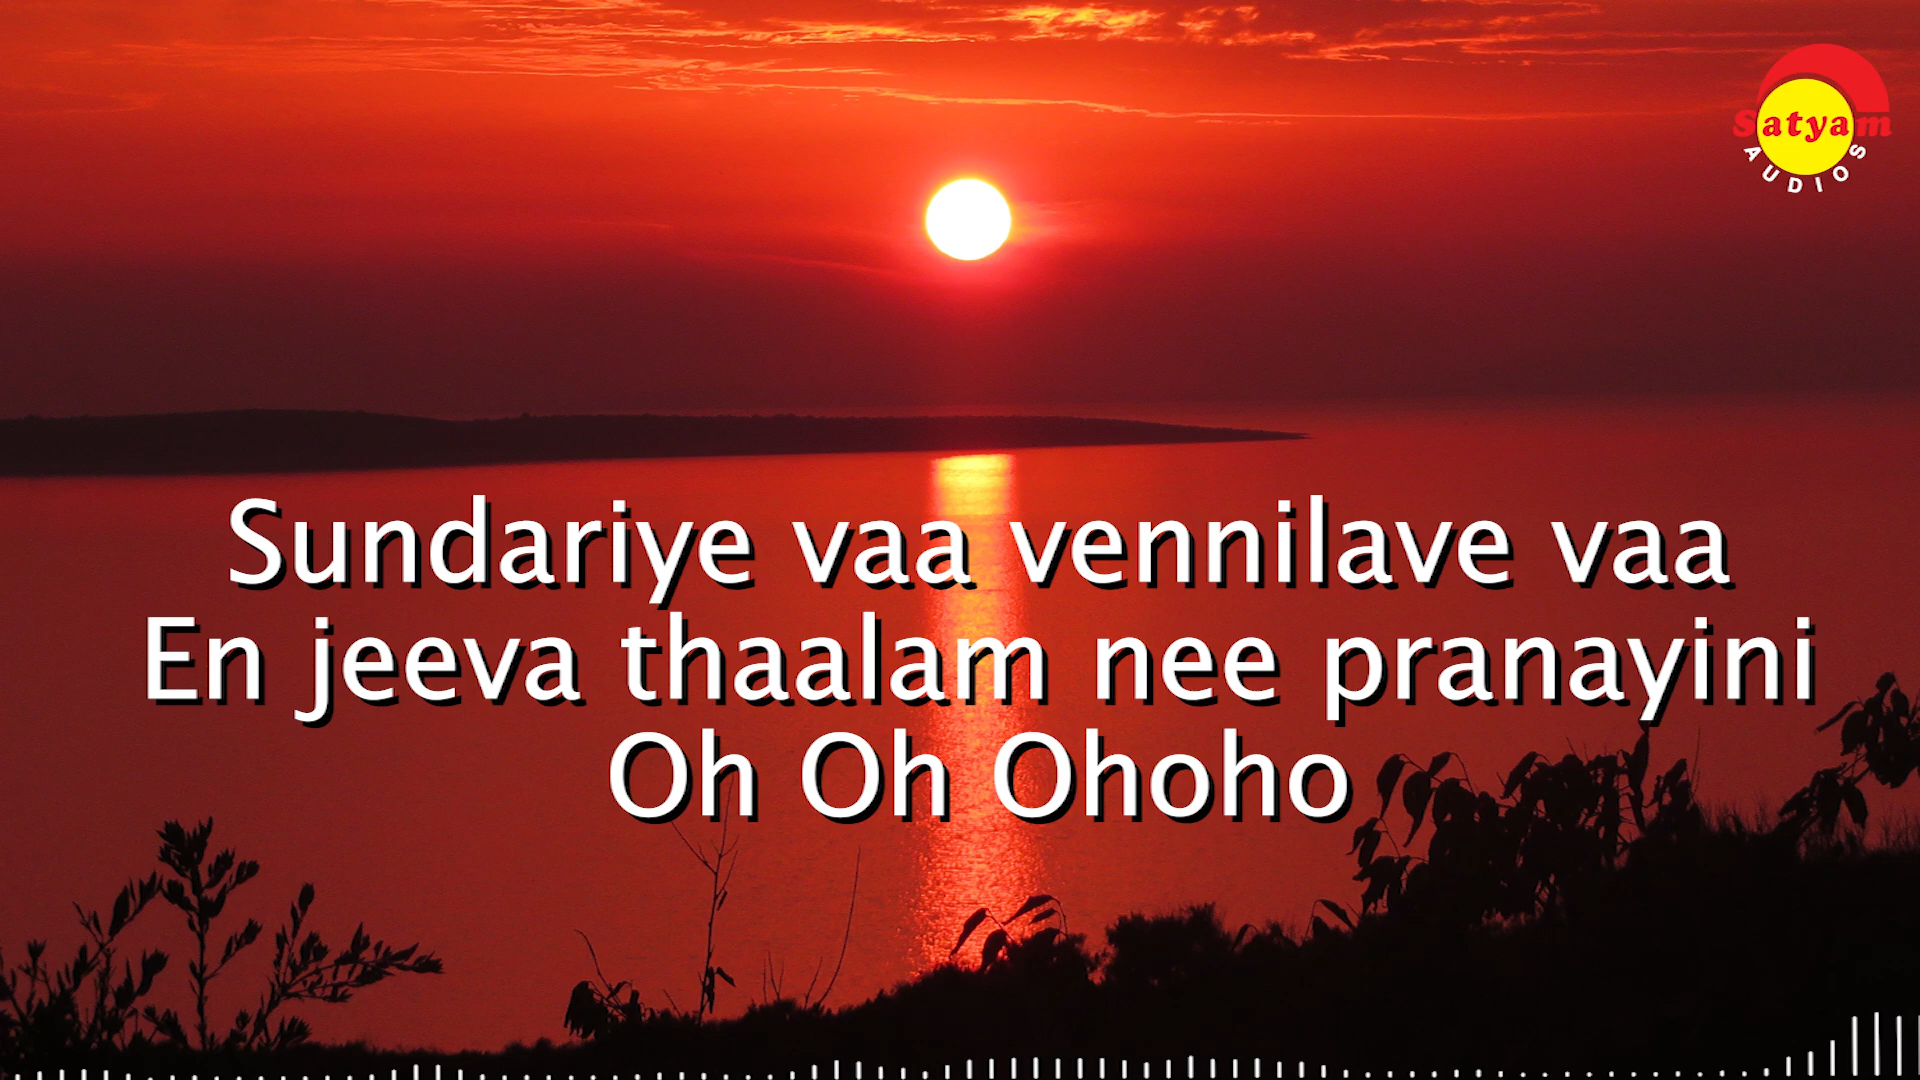 Satyam
AUDIOS
Sundariye vaa vennilave vaa
En jeeva thaalam nee pranayini
Oh Oh Ohoho